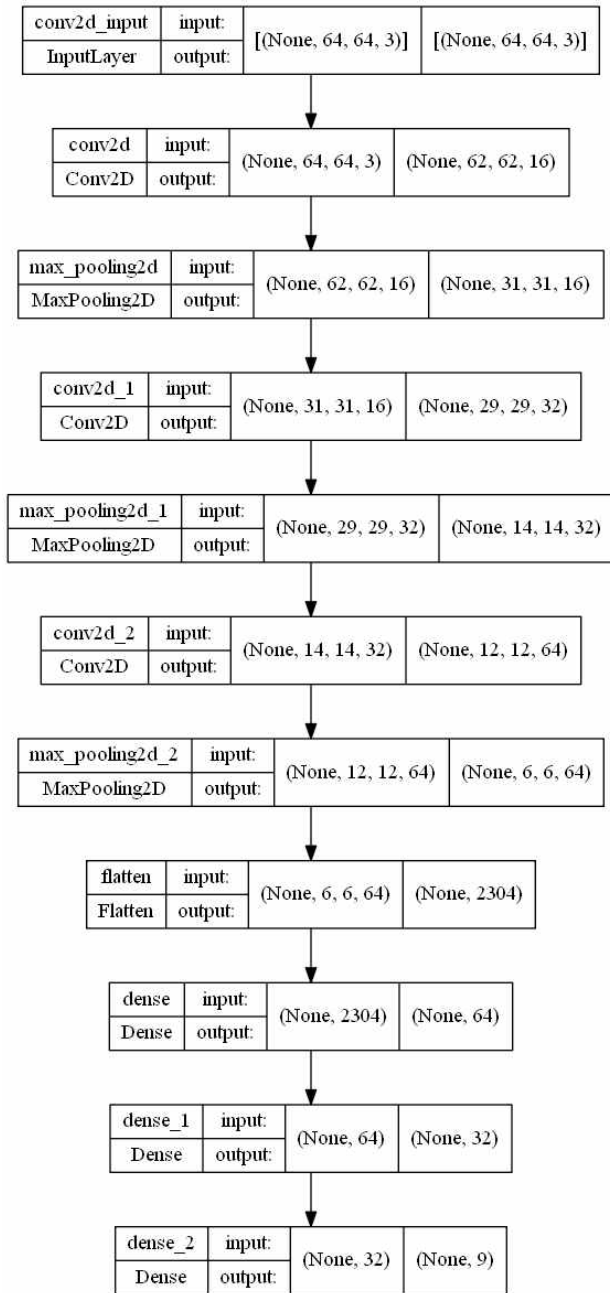 conv2d_input input: [(None, 64, 64, 3)] [(None, 64, 64, 3)]
InputLayer output:
conv2d input: (None, 64, 64, 3) (None, 62, 62, 16)
Conv2D output:
max_pooling2d input: (None, 62, 62, 16) (None, 31, 31, 16)
MaxPooling2D output:
conv2d_1 input: (None, 31, 31, 16) (None, 29, 29, 32)
Conv2D output:
max_pooling2d_1 input: (None, 29, 29, 32) (None, 14, 14, 32)
MaxPooling2D output:
conv2d_2 input: (None, 14, 14, 32) (None, 12, 12, 64)
Conv2D output:
max_pooling2d_2 input: (None, 12, 12, 64) (None, 6, 6, 64)
MaxPooling2D output:
flatten input: (None, 6, 6, 64) (None, 2304)
Flatten output:
dense input: (None, 2304) (None, 64)
Dense output:
dense_1 input: (None, 64) (None, 32)
Dense output:
dense_2 input: (None, 32) (None, 9)
Dense output: